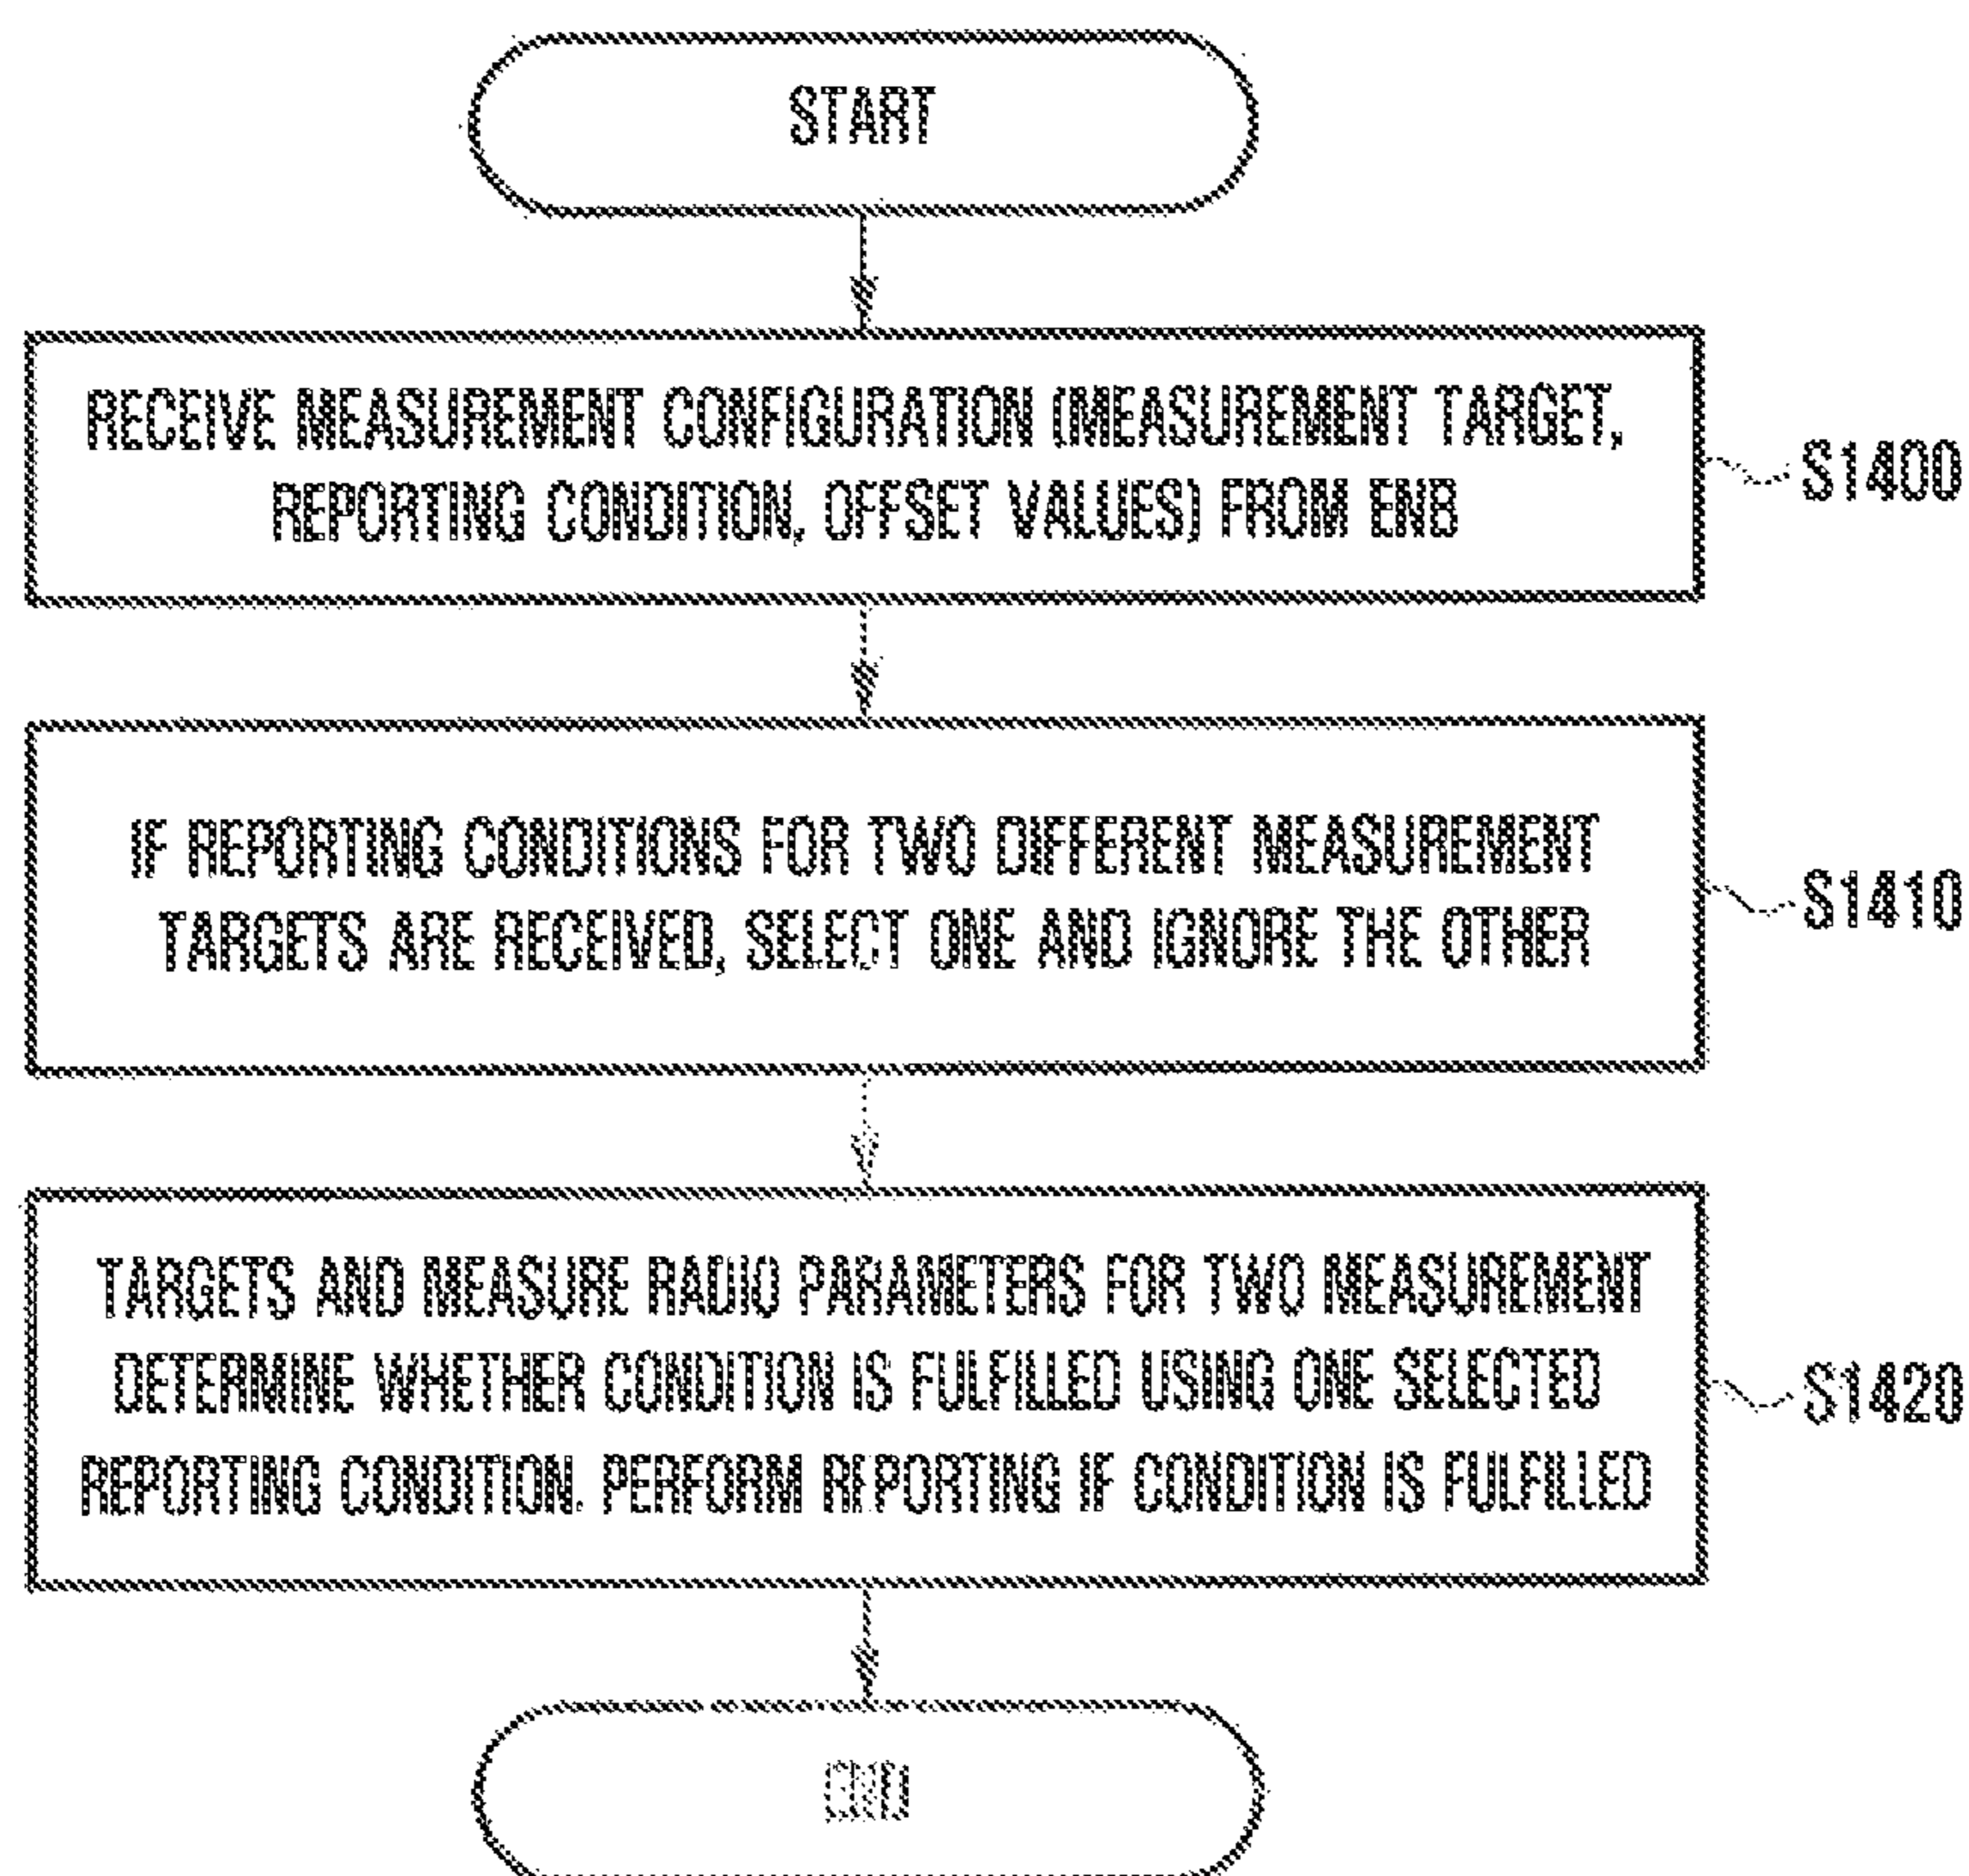 START
RECEIVE MEASUREMENT CONFIGURATION (MEASUREMENT TARGET,
REPORTING CONDITION, OFFSET VALUES) FROM ENB
S1400
IF REPORTING CONDITIONS FOR TWO DIFFERENT MEASUREMENT
TARGETS ARE RECEIVED, SELECT ONE AND IGNORE THE OTHER
S1410
TARGETS AND MEASURE RADIO PARAMETERS FOR TWO MEASUREMENT
DETERMINE WHETHER CONDITION IS FULFILLED USING ONE SELECTED
REPORTING CONDITION. PERFORM REPORTING IF CONDITION IS FULFILLED
S1420
END